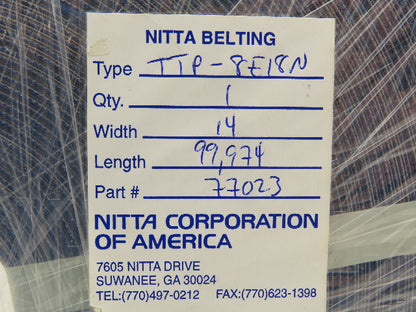 NITTA BELTING
Type TTP-8E18N
Qty. 1
Width 14
Length 99,974
Part # 77023
NITTA CORPORATION
OF AMERICA
7605 NITTA DRIVE
SUWANEE, GA 30024
TEL:(770)497-0212 FAX:(770)623-1398